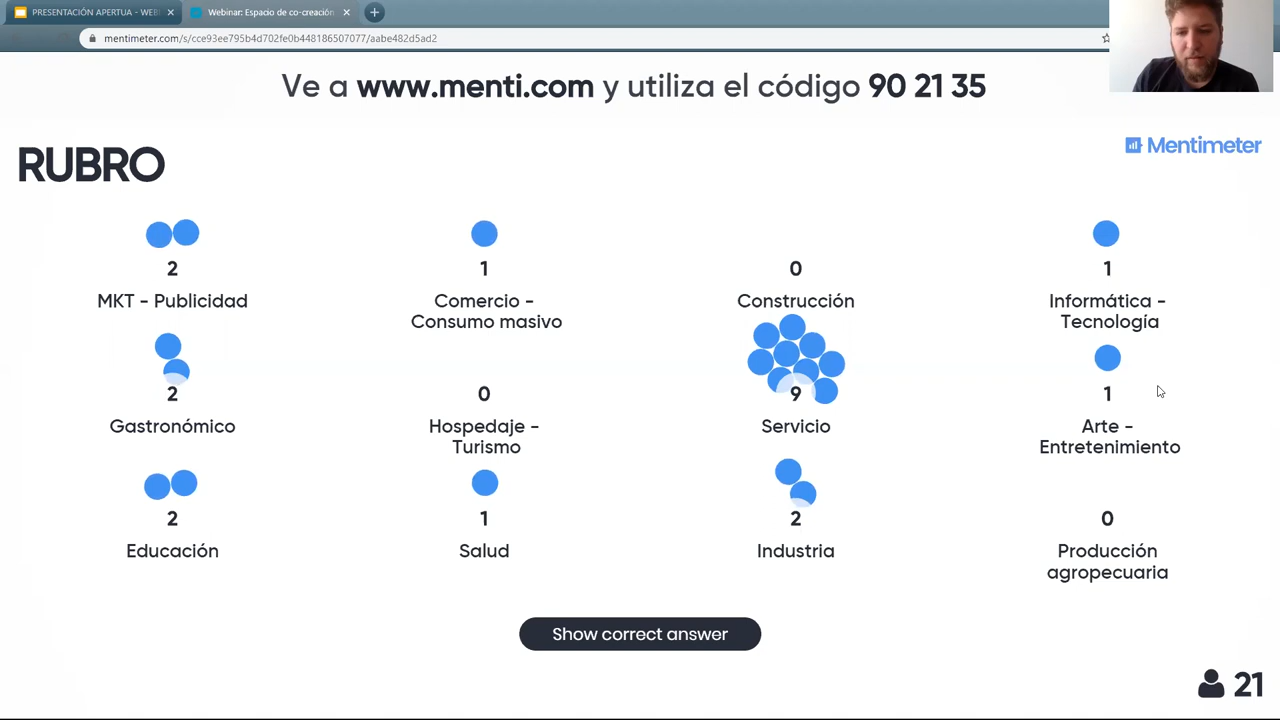 PRESENTACIÓN APERTUA - WEB
Webinar: Espacio de co-creación
mentimeter.com/s/cce93ee795b4d702fe0b448186507077/aabe482d5ad2
Ve a www.menti.com y utiliza el código 90 21 35
Mentimeter
RUBRO
2
MKT - Publicidad
1
Comercio -
Consumo masivo
0
Construcción
1
Informática -
Tecnología
2
Gastronómico
0
Hospedaje -
Turismo
9
Servicio
1
Arte -
Entretenimiento
2
Educación
1
Salud
2
Industria
0
Producción
agropecuaria
Show correct answer
21